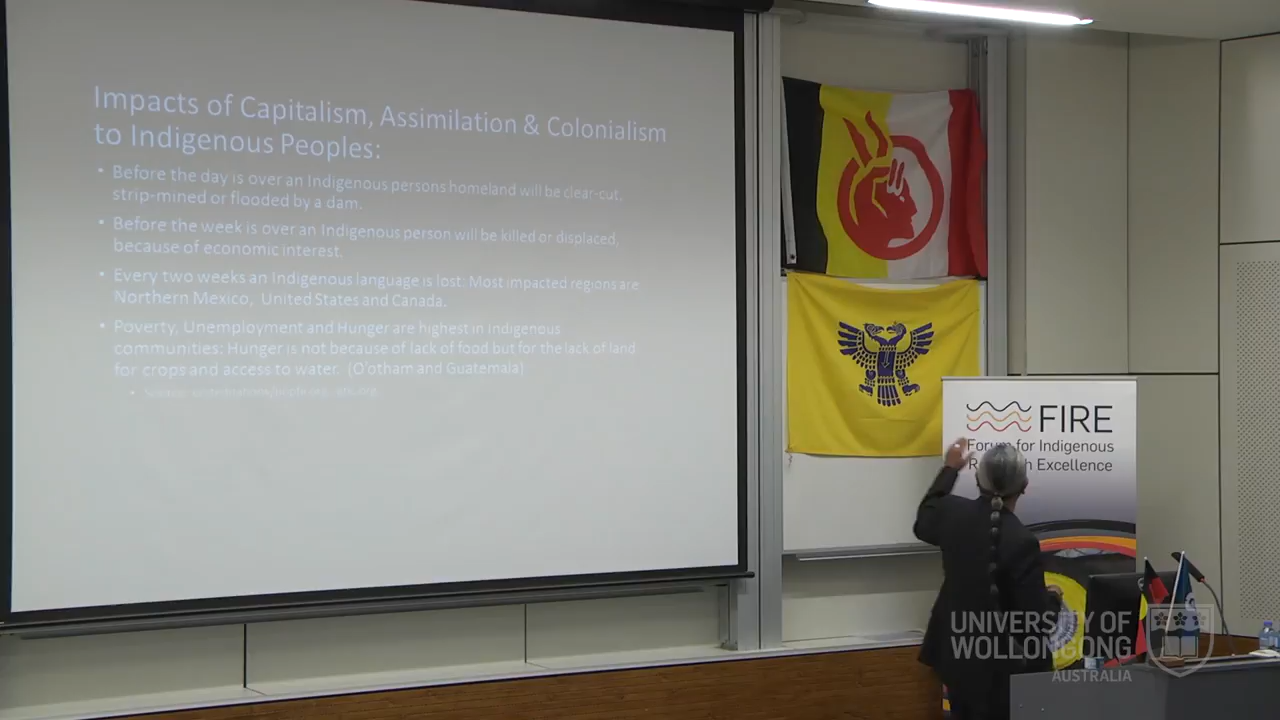 Impacts of Capitalism, Assimilation & Colonialism
to Indigenous Peoples:
• Before the day is over an Indigenous persons homeland will be clear-cut,
strip-mined or flooded by a dam.
• Before the week is over an Indigenous person will be killed or displaced,
because of economic interest.
• Every two weeks an Indigenous language is lost: Most impacted regions are
Northern Mexico, United States and Canada.
• Poverty, Unemployment and Hunger are highest in Indigenous
communities: Hunger is not because of lack of food but for the lack of land
for crops and access to water. (O'otham and Guatemala)
FIRE
Forum for Indigenous
Research Excellence
UNIVERSITY OF
WOLLONGONG
AUSTRALIA